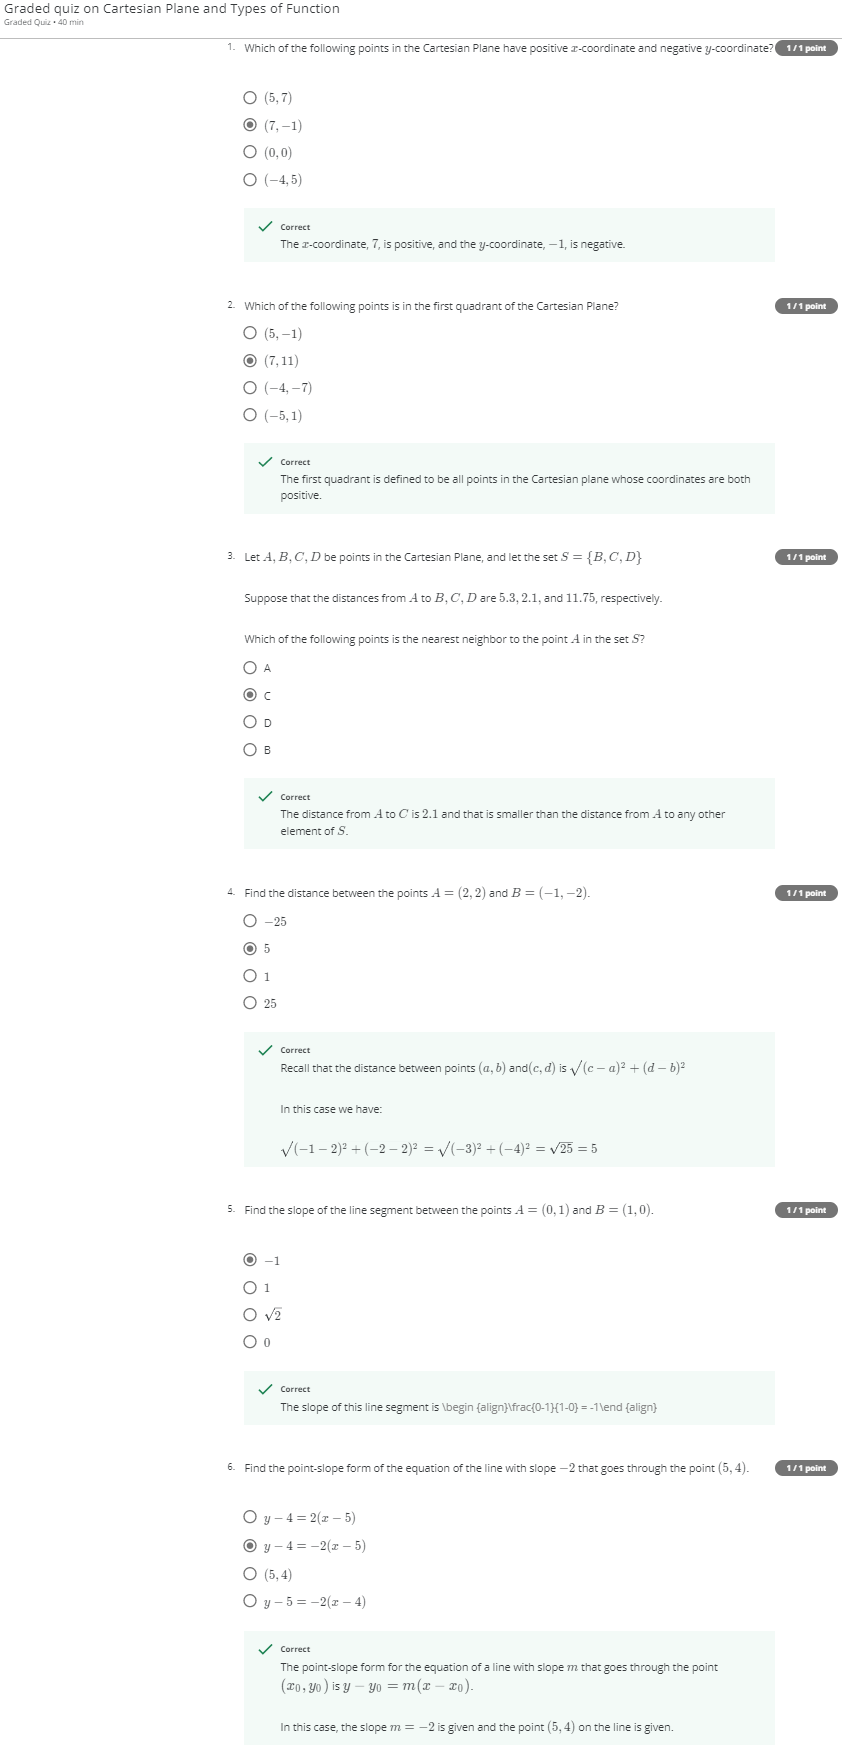 Graded quiz on Cartesian Plane and Types of Function
Graded Quiz • 40 min
1. Which of the following points in the Cartesian Plane have positive x-coordinate and negative y-coordinate? 1 / 1 point
(5, 7)
(7, −1)
(0, 0)
(−4, 5)
Correct
The x-coordinate, 7, is positive, and the y-coordinate, −1, is negative.
2. Which of the following points is in the first quadrant of the Cartesian Plane? 1 / 1 point
(5, −1)
(7, 11)
(−4, −7)
(−5, 1)
Correct
The first quadrant is defined to be all points in the Cartesian plane whose coordinates are both
positive.
3. Let A, B, C, D be points in the Cartesian Plane, and let the set S = {B, C, D} 1 / 1 point
Suppose that the distances from A to B, C, D are 5.3, 2.1, and 11.75, respectively.
Which of the following points is the nearest neighbor to the point A in the set S?
A
C
D
B
Correct
The distance from A to C is 2.1 and that is smaller than the distance from A to any other
element of S.
4. Find the distance between the points A = (2, 2) and B = (−1, −2). 1 / 1 point
−25
5
1
25
Correct
Recall that the distance between points (a, b) and(c, d) is √(c − a)² + (d − b)²
In this case we have:
√(−1 − 2)² + (−2 − 2)² = √(−3)² + (−4)² = √25 = 5
5. Find the slope of the line segment between the points A = (0, 1) and B = (1, 0). 1 / 1 point
−1
1
√2
0
Correct
The slope of this line segment is \begin {align}\frac{0-1}{1-0} = -1\end {align}
6. Find the point-slope form of the equation of the line with slope −2 that goes through the point (5, 4). 1 / 1 point
y − 4 = 2(x − 5)
y − 4 = −2(x − 5)
(5, 4)
y − 5 = −2(x − 4)
Correct
The point-slope form for the equation of a line with slope m that goes through the point
(x₀, y₀) is y − y₀ = m(x − x₀).
In this case, the slope m = −2 is given and the point (5, 4) on the line is given.